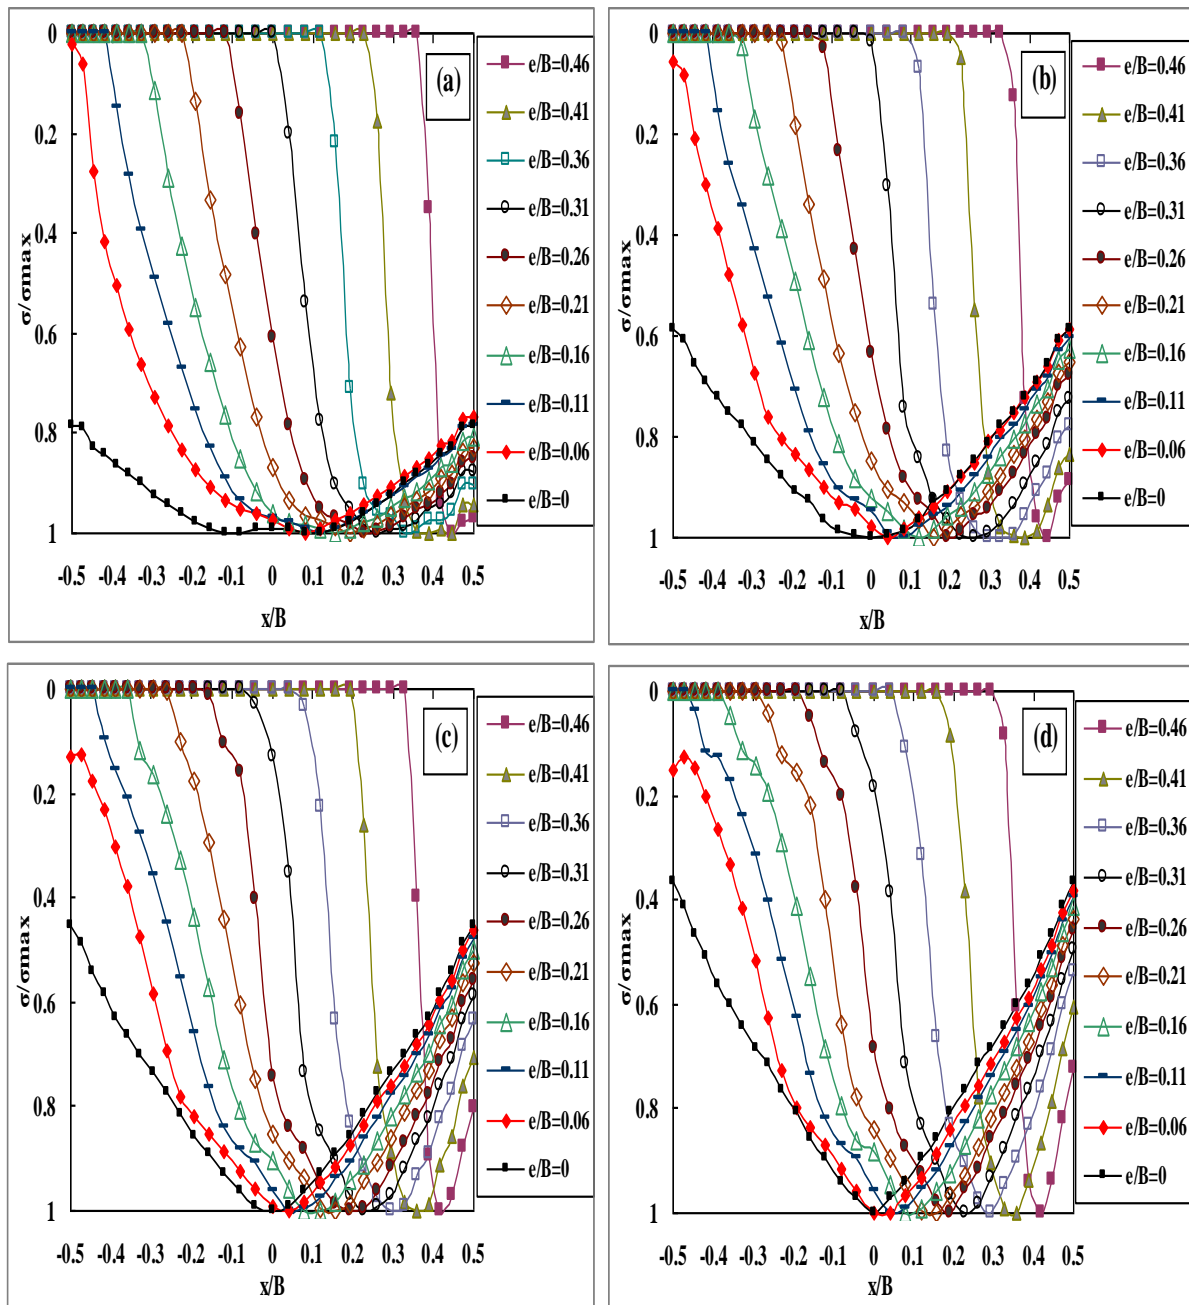 (a)
0
0.2
0.4
0.6
0.8
1
σ/σmax
-0.5 -0.4 -0.3 -0.2 -0.1 0 0.1 0.2 0.3 0.4 0.5
x/B
e/B=0.46
e/B=0.41
e/B=0.36
e/B=0.31
e/B=0.26
e/B=0.21
e/B=0.16
e/B=0.11
e/B=0.06
e/B=0
(b)
0
0.2
0.4
0.6
0.8
1
σ/σmax
-0.5 -0.4 -0.3 -0.2 -0.1 0 0.1 0.2 0.3 0.4 0.5
x/B
e/B=0.46
e/B=0.41
e/B=0.36
e/B=0.31
e/B=0.26
e/B=0.21
e/B=0.16
e/B=0.11
e/B=0.06
e/B=0
(c)
0
0.2
0.4
0.6
0.8
1
σ/σmax
-0.5 -0.4 -0.3 -0.2 -0.1 0 0.1 0.2 0.3 0.4 0.5
x/B
e/B=0.46
e/B=0.41
e/B=0.36
e/B=0.31
e/B=0.26
e/B=0.21
e/B=0.16
e/B=0.11
e/B=0.06
e/B=0
(d)
0
0.2
0.4
0.6
0.8
1
σ/σmax
-0.5 -0.4 -0.3 -0.2 -0.1 0 0.1 0.2 0.3 0.4 0.5
x/B
e/B=0.46
e/B=0.41
e/B=0.36
e/B=0.31
e/B=0.26
e/B=0.21
e/B=0.16
e/B=0.11
e/B=0.06
e/B=0